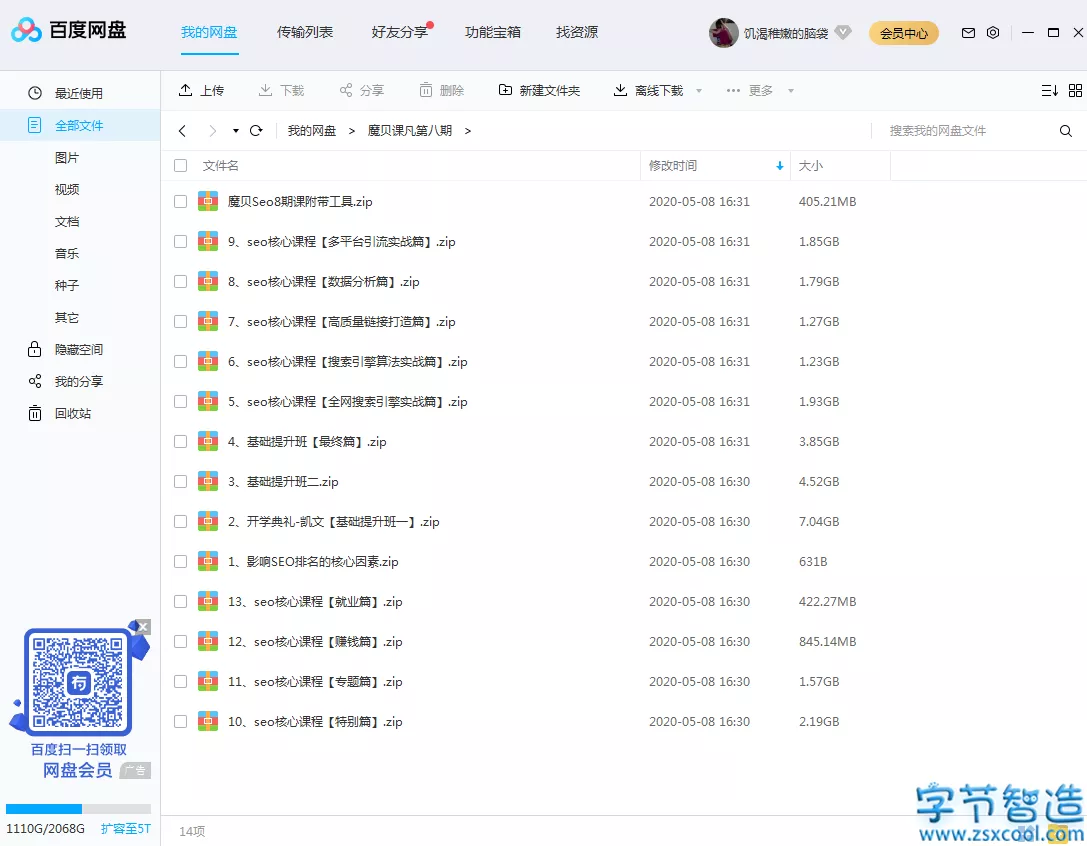 百度网盘
我的网盘 传输列表 好友分享 功能宝箱 找资源
饥渴稚嫩的脑袋 会员中心
最近使用
全部文件
图片
视频
文档
音乐
种子
其它
隐藏空间
我的分享
回收站
有
百度扫一扫领取
网盘会员 广告
1110G/2068G 扩容至5T
上传 下载 分享 删除 新建文件夹 离线下载 更多
我的网盘 > 魔贝课凡第八期 > 搜索我的网盘文件
文件名 修改时间 大小
魔贝Seo8期课附带工具.zip 2020-05-08 16:31 405.21MB
9、seo核心课程【多平台引流实战篇】.zip 2020-05-08 16:31 1.85GB
8、seo核心课程【数据分析篇】.zip 2020-05-08 16:31 1.79GB
7、seo核心课程【高质量链接打造篇】.zip 2020-05-08 16:31 1.27GB
6、seo核心课程【搜索引擎算法实战篇】.zip 2020-05-08 16:31 1.23GB
5、seo核心课程【全网搜索引擎实战篇】.zip 2020-05-08 16:31 1.93GB
4、基础提升班【最终篇】.zip 2020-05-08 16:31 3.85GB
3、基础提升班二.zip 2020-05-08 16:30 4.52GB
2、开学典礼-凯文【基础提升班一】.zip 2020-05-08 16:30 7.04GB
1、影响SEO排名的核心因素.zip 2020-05-08 16:30 631B
13、seo核心课程【就业篇】.zip 2020-05-08 16:30 422.27MB
12、seo核心课程【赚钱篇】.zip 2020-05-08 16:30 845.14MB
11、seo核心课程【专题篇】.zip 2020-05-08 16:30 1.57GB
10、seo核心课程【特别篇】.zip 2020-05-08 16:30 2.19GB
14项
字节智造
www.zsxcool.com